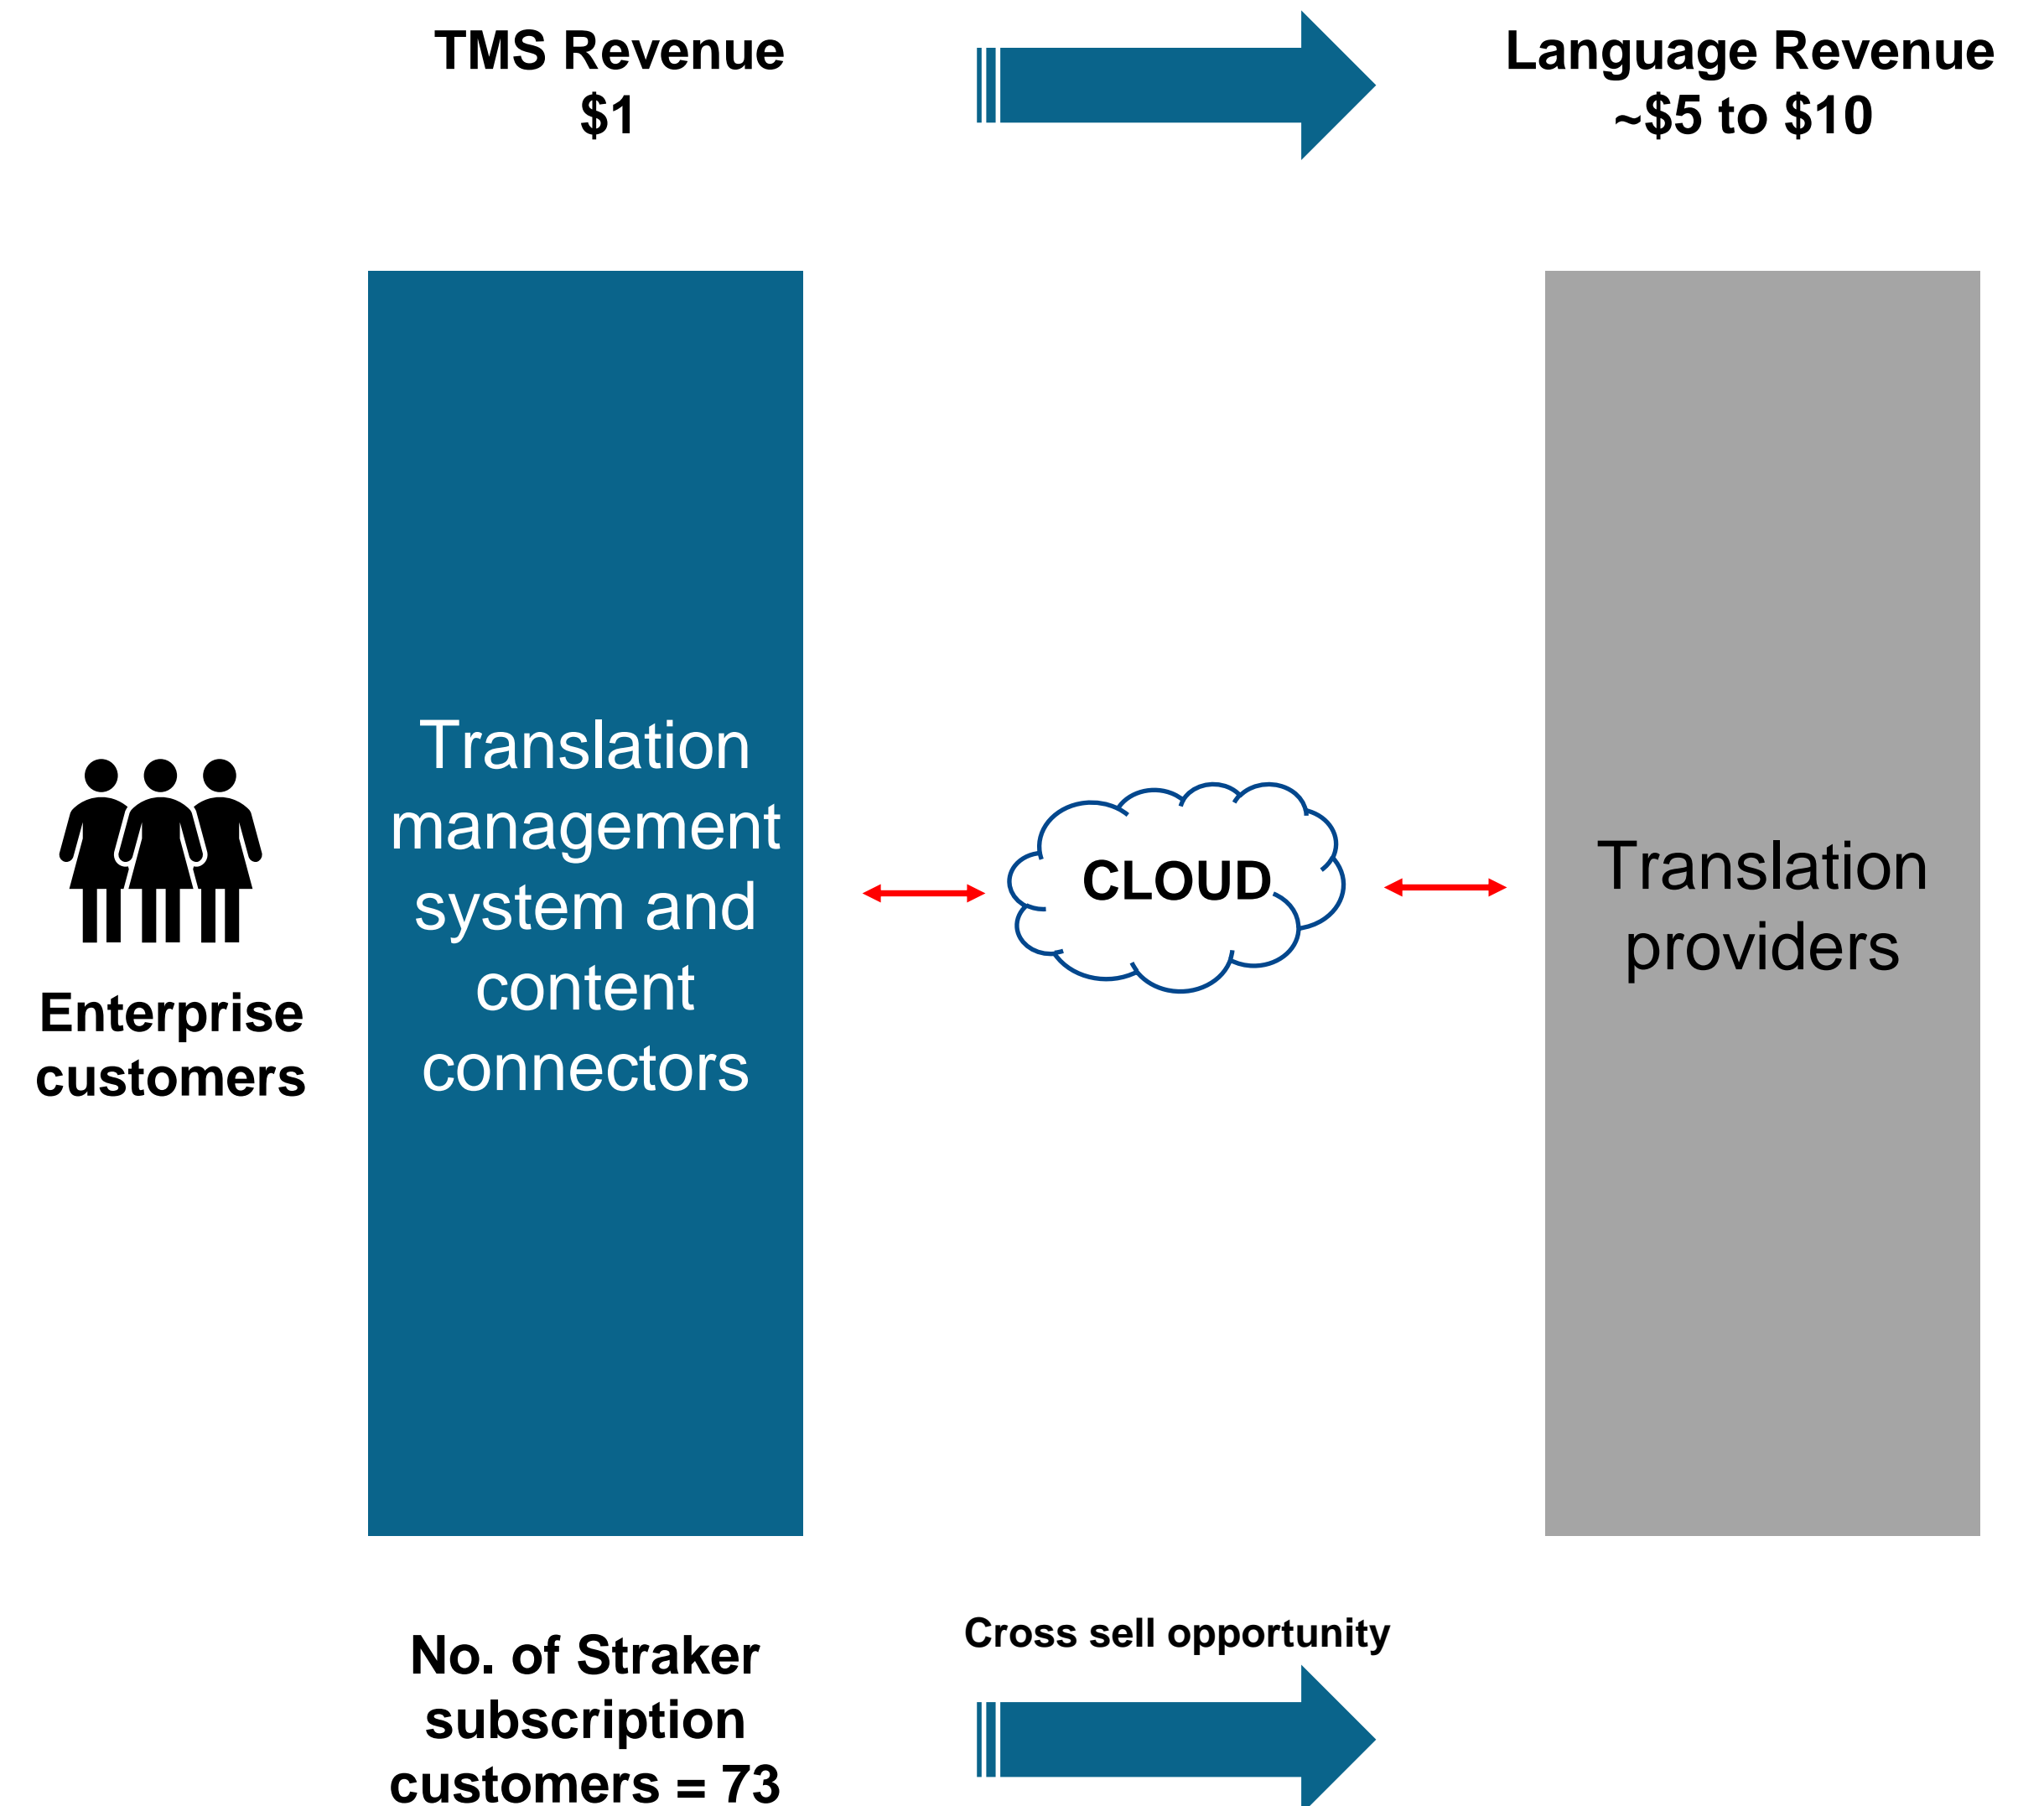 TMS Revenue
$1
Language Revenue
~$5 to $10
Enterprise
customers
Translation
management
system and
content
connectors
CLOUD
Translation
providers
No. of Straker
subscription
customers = 73
Cross sell opportunity